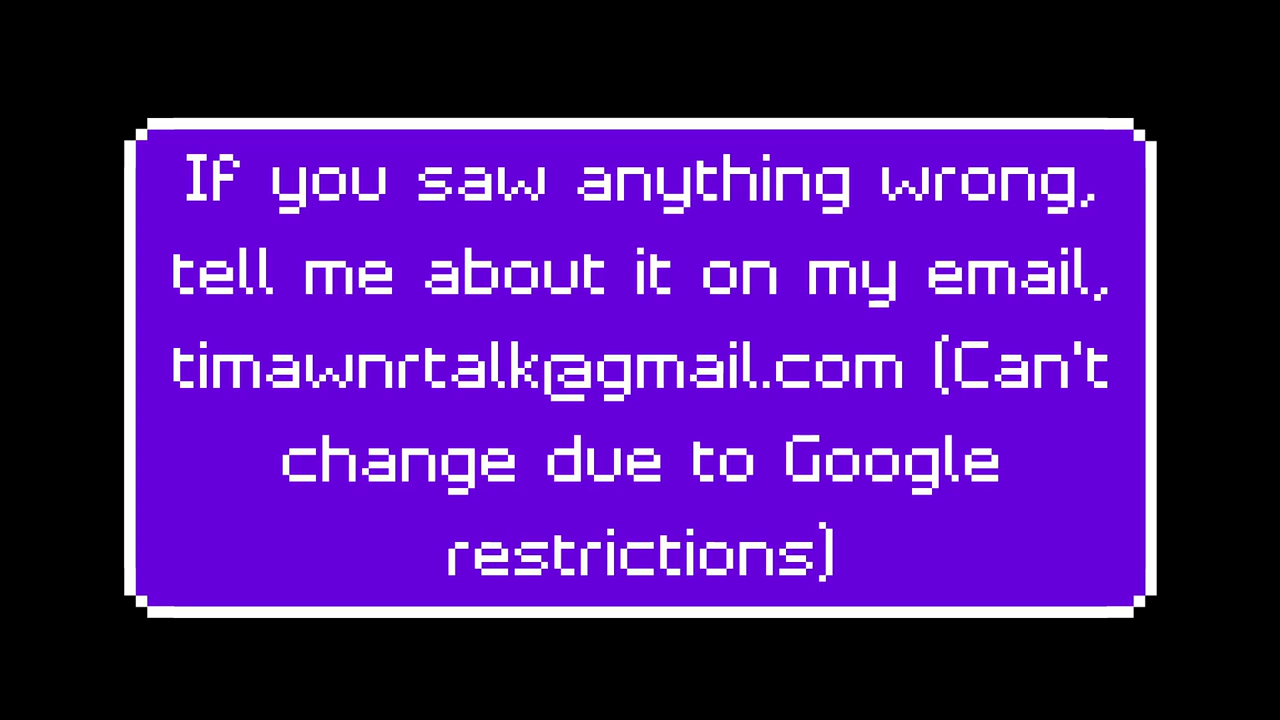 If you saw anything wrong,
tell me about it on my email,
timawnrtalk@gmail.com (Can't
change due to Google
restrictions)